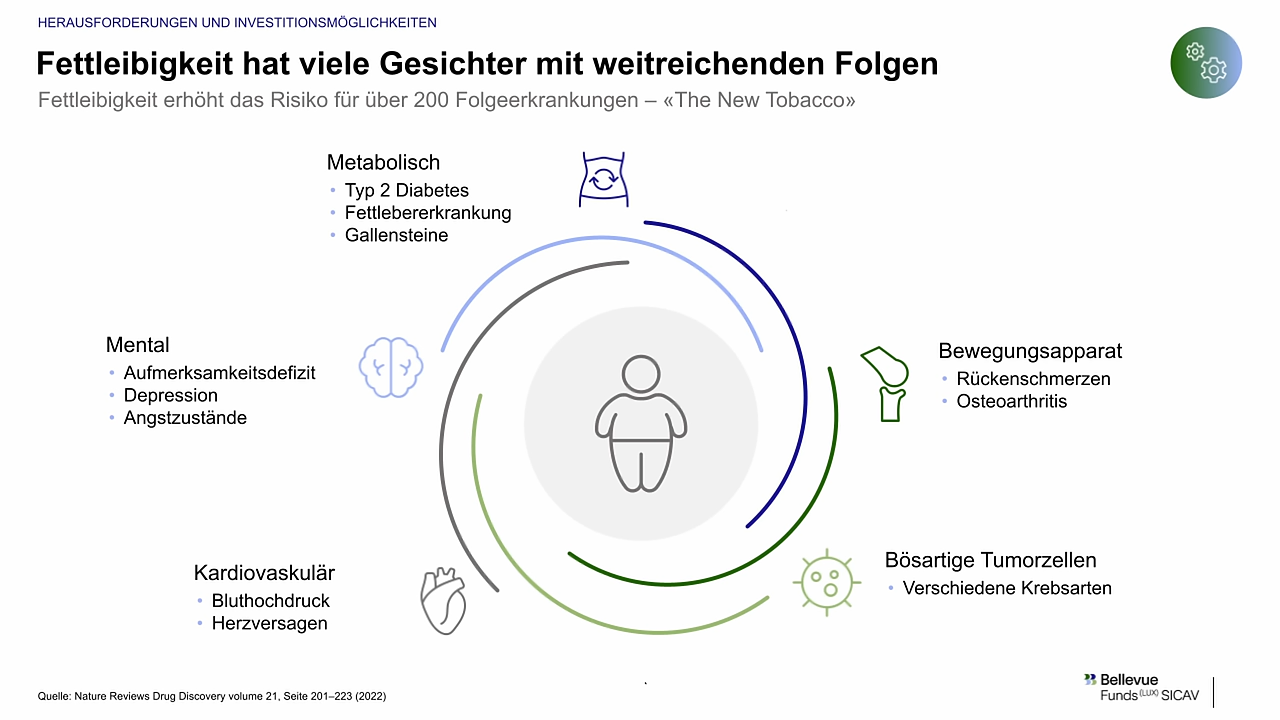 HERAUSFORDERUNGEN UND INVESTITIONSMÖGLICHKEITEN
Fettleibigkeit hat viele Gesichter mit weitreichenden Folgen
Fettleibigkeit erhöht das Risiko für über 200 Folgeerkrankungen – «The New Tobacco»
Metabolisch
• Typ 2 Diabetes
• Fettlebererkrankung
• Gallensteine
Mental
• Aufmerksamkeitsdefizit
• Depression
• Angstzustände
Bewegungsapparat
• Rückenschmerzen
• Osteoarthritis
Kardiovaskulär
• Bluthochdruck
• Herzversagen
Bösartige Tumorzellen
• Verschiedene Krebsarten
Quelle: Nature Reviews Drug Discovery volume 21, Seite 201–223 (2022)
Bellevue
Funds (LUX) SICAV